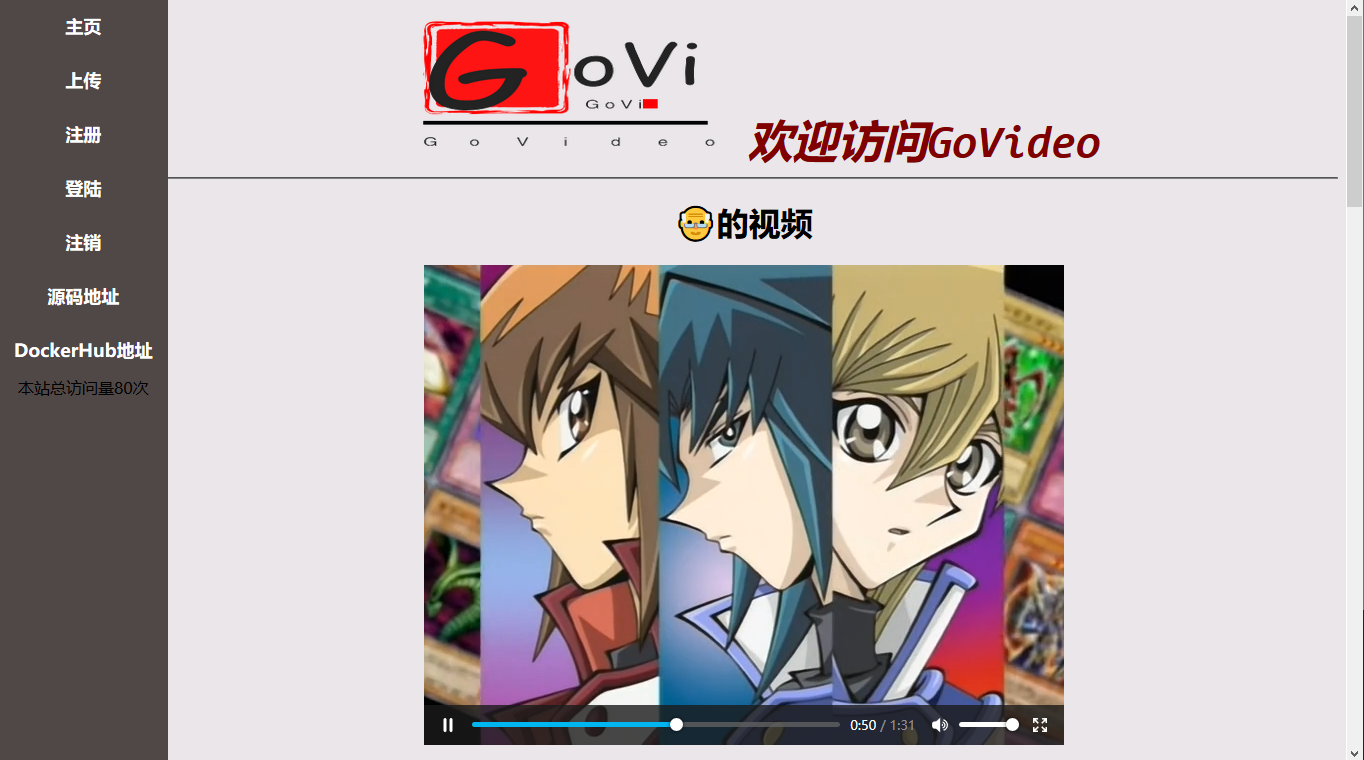 主页
上传
注册
登陆
注销
源码地址
DockerHub地址
本站总访问量80次
GoVi
GoVi
GoVideo
欢迎访问GoVideo
👴的视频
0:50 / 1:31